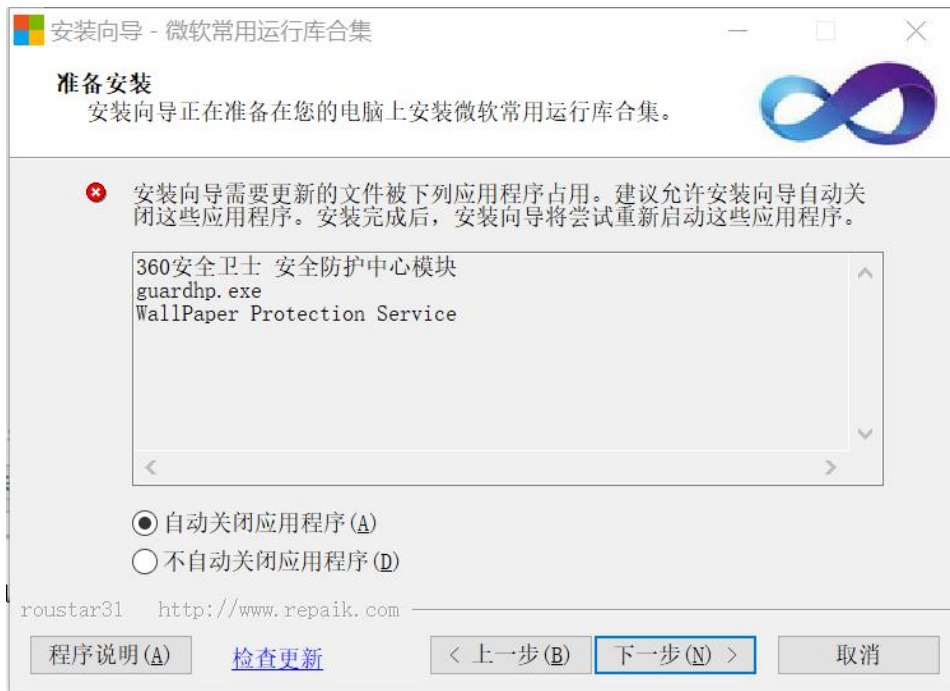 安装向导 - 微软常用运行库合集
准备安装
安装向导正在准备在您的电脑上安装微软常用运行库合集。
安装向导需要更新的文件被下列应用程序占用。建议允许安装向导自动关
闭这些应用程序。安装完成后，安装向导将尝试重新启动这些应用程序。
360安全卫士 安全防护中心模块
guardhp.exe
WallPaper Protection Service
自动关闭应用程序(A)
不自动关闭应用程序(D)
roustar31 http://www.repaik.com
程序说明(A) 检查更新 < 上一步(B) 下一步(N) > 取消